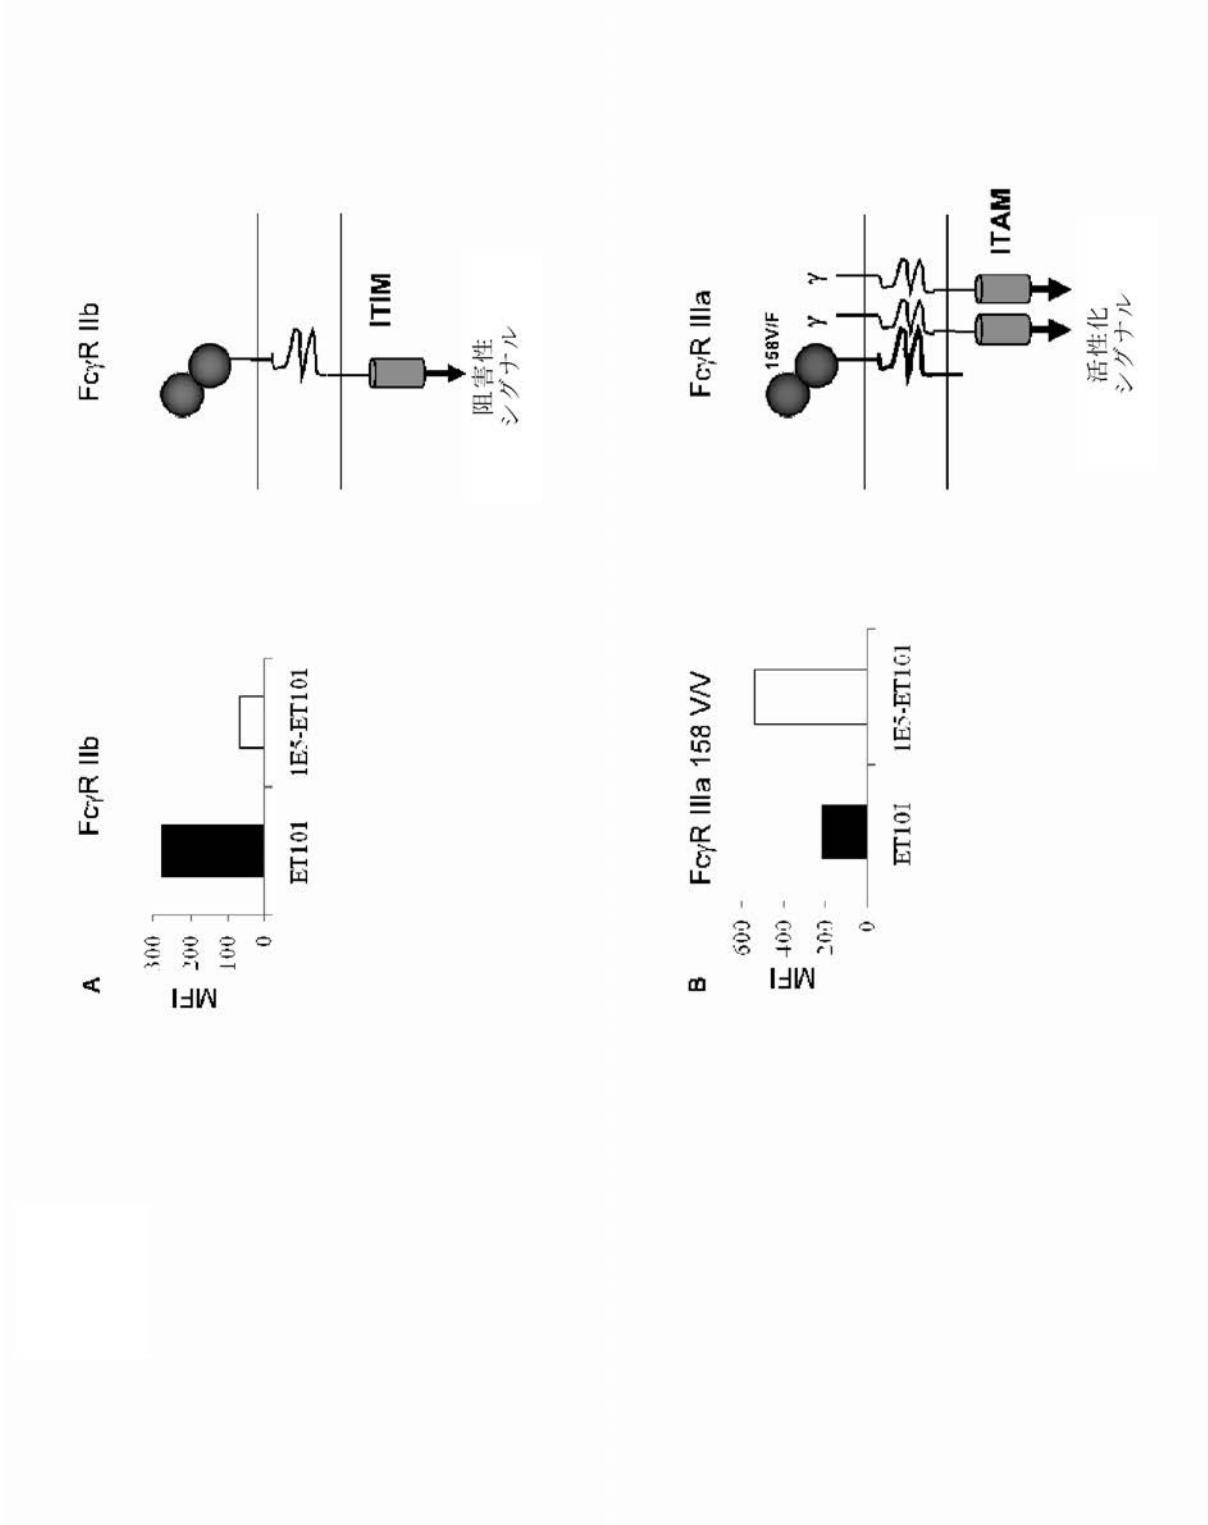 A
FcγR IIb
MFI
300
200
100
0
ET101
1E5-ET101
FcγR IIb
ITIM
阻害性
シグナル
B
FcγR IIIa 158 V/V
MFI
600
400
200
0
ET101
1E5-ET101
FcγR IIIa
158V/F
γ
γ
ITAM
活性化
シグナル